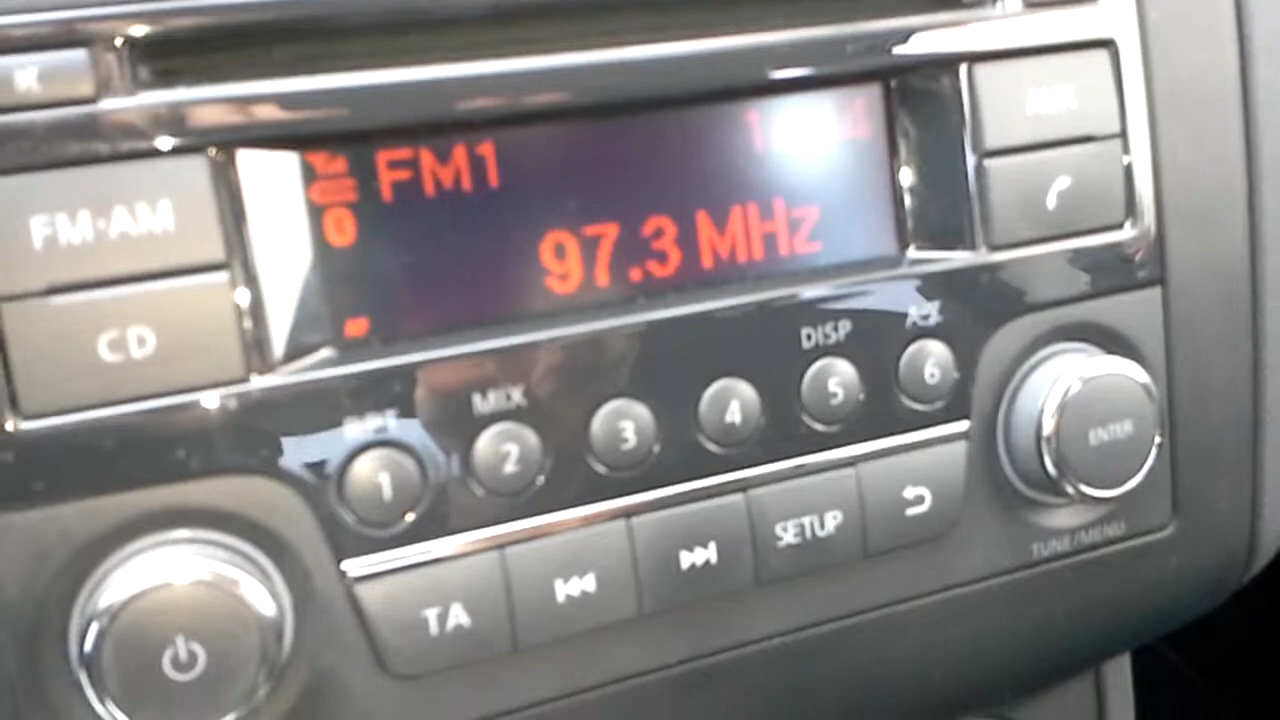 FM1
97.3 MHz
FM·AM
CD
DISP
A-Z
RPT
MIX
1
2
3
4
5
6
ENTER
TUNE/MENU
SETUP
TA